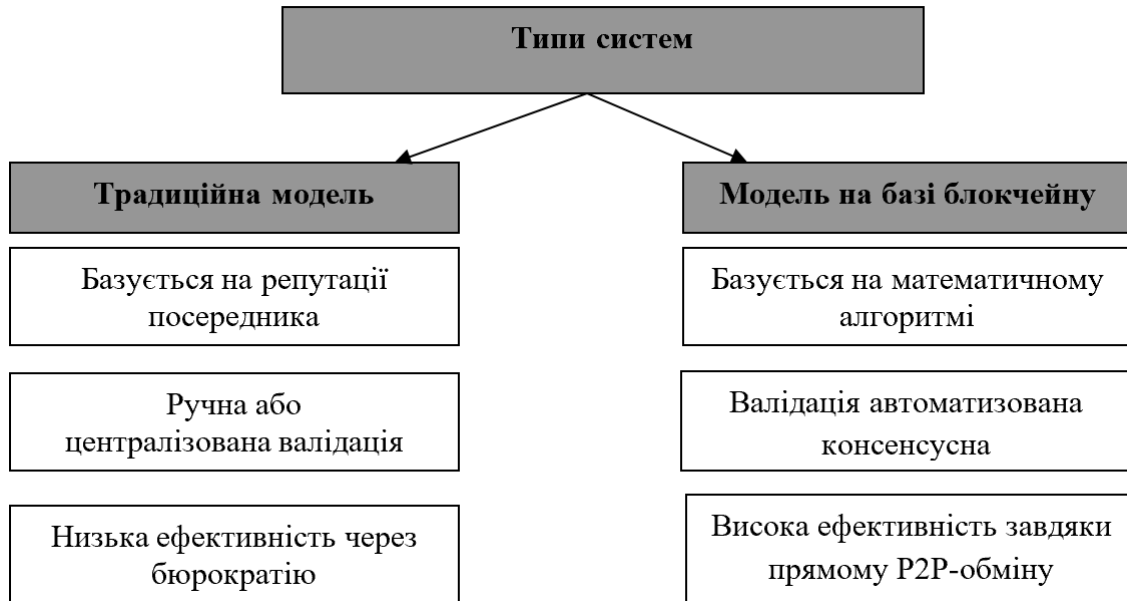 Типи систем
Традиційна модель
Базується на репутації
посередника
Ручна або
централізована валідація
Низька ефективність через
бюрократію
Модель на базі блокчейну
Базується на математичному
алгоритмі
Валідація автоматизована
консенсусна
Висока ефективність завдяки
прямому P2P-обміну